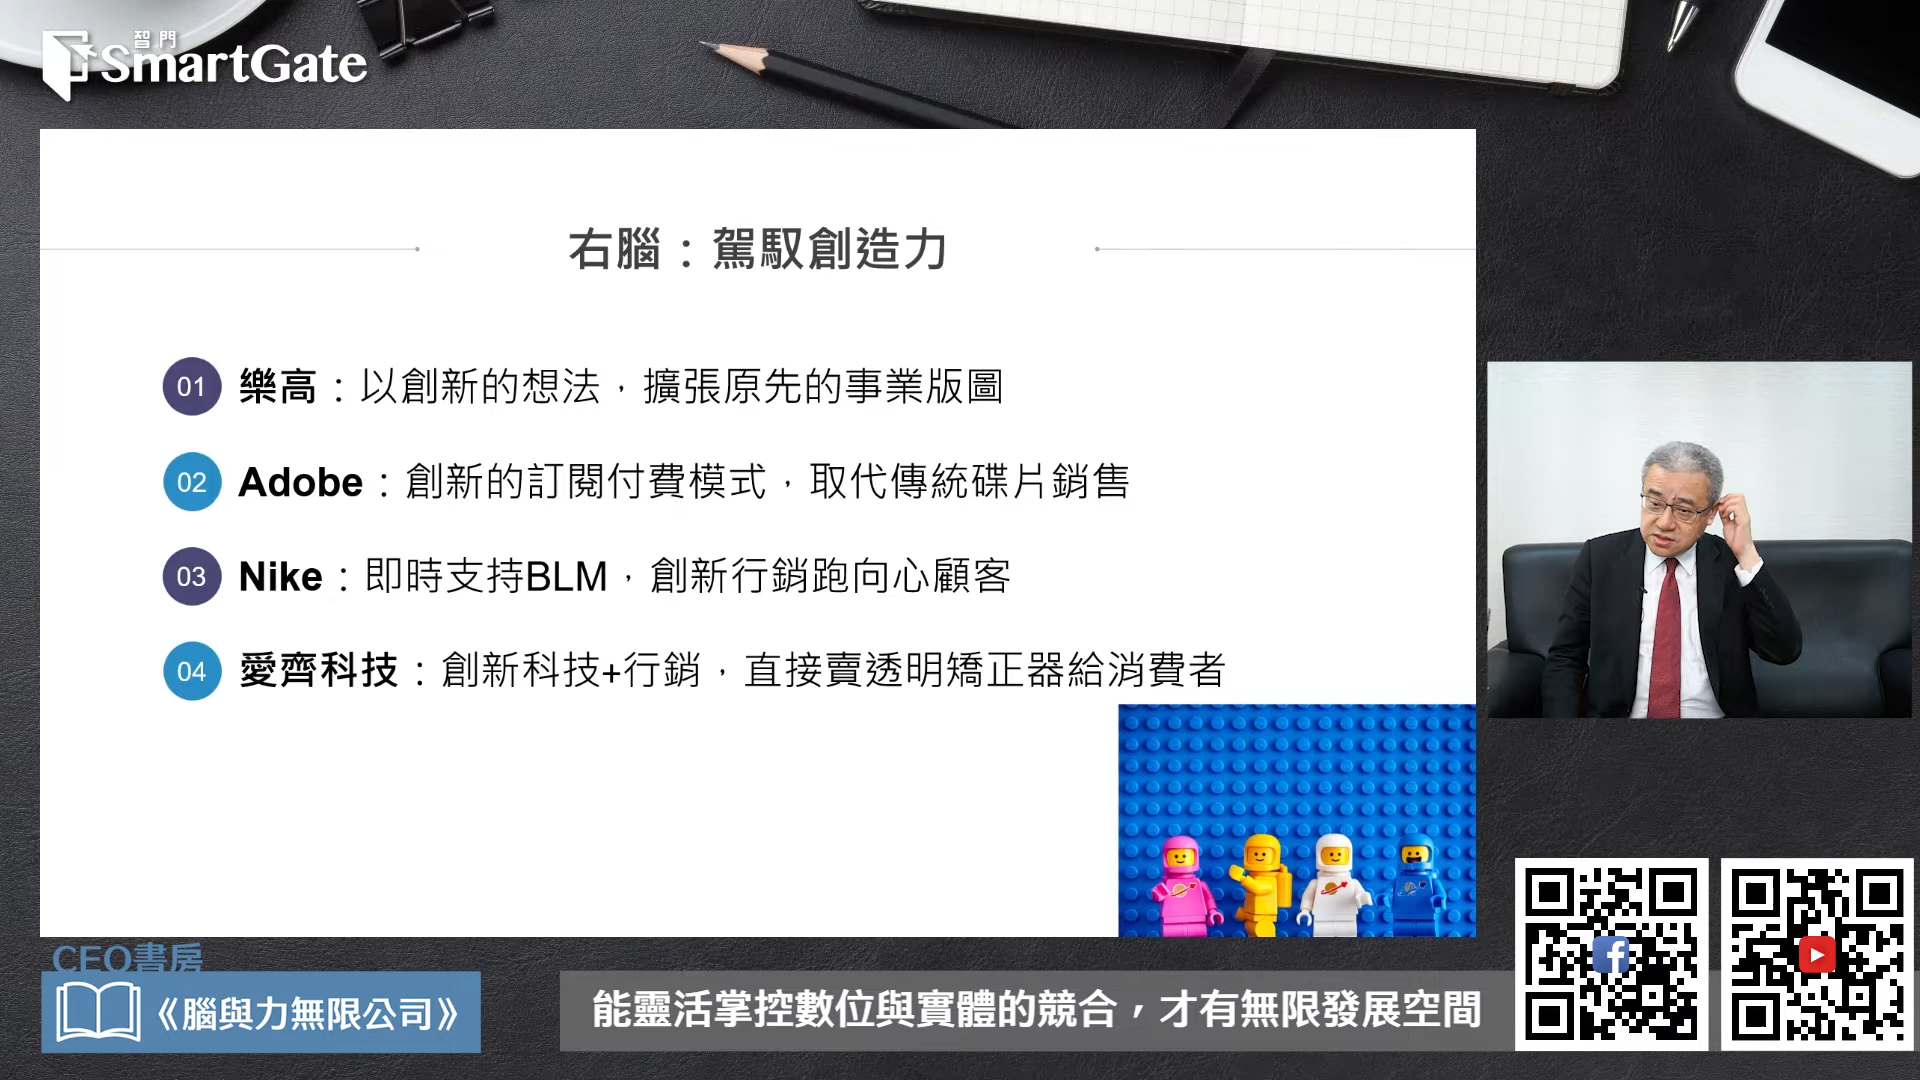 智門
SmartGate
右腦：駕馭創造力
01 樂高：以創新的想法，擴張原先的事業版圖
02 Adobe：創新的訂閱付費模式，取代傳統碟片銷售
03 Nike：即時支持BLM，創新行銷跑向心顧客
04 愛齊科技：創新科技+行銷，直接賣透明矯正器給消費者
CEO書房
《腦與力無限公司》
能靈活掌控數位與實體的競合，才有無限發展空間